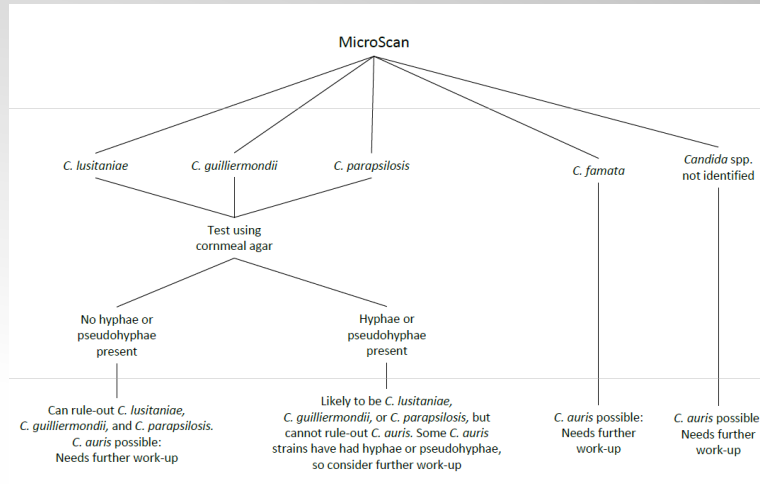 MicroScan
C. lusitaniae
C. guilliermondii
C. parapsilosis
C. famata
Candida spp.
not identified
Test using
cornmeal agar
No hyphae or
pseudohyphae
present
Hyphae or
pseudohyphae
present
Can rule-out C. lusitaniae,
C. guilliermondii, and C. parapsilosis.
C. auris possible:
Needs further work-up
Likely to be C. lusitaniae,
C. guilliermondii, or C. parapsilosis, but
cannot rule-out C. auris. Some C. auris
strains have had hyphae or pseudohyphae,
so consider further work-up
C. auris possible:
Needs further
work-up
C. auris possible
Needs further
work-up